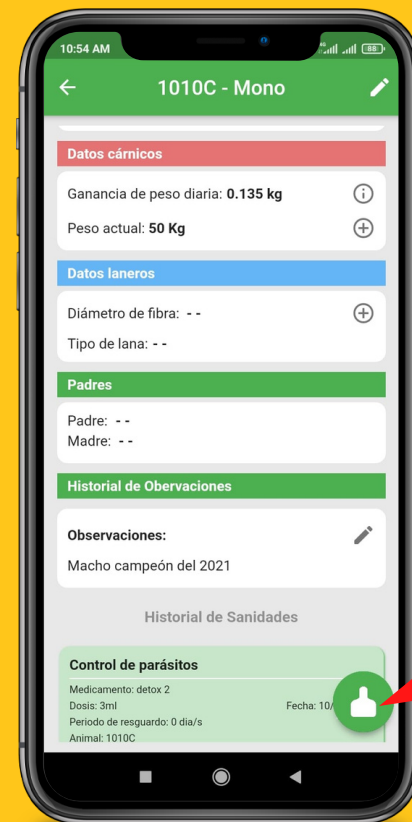 10:54 AM
88
1010C - Mono
Datos cárnicos
Ganancia de peso diaria: 0.135 kg
Peso actual: 50 Kg
Datos laneros
Diámetro de fibra: - -
Tipo de lana: - -
Padres
Padre: - -
Madre: - -
Historial de Obervaciones
Observaciones:
Macho campeón del 2021
Historial de Sanidades
Control de parásitos
Medicamento: detox 2
Dosis: 3ml Fecha: 10/
Periodo de resguardo: 0 dia/s
Animal: 1010C